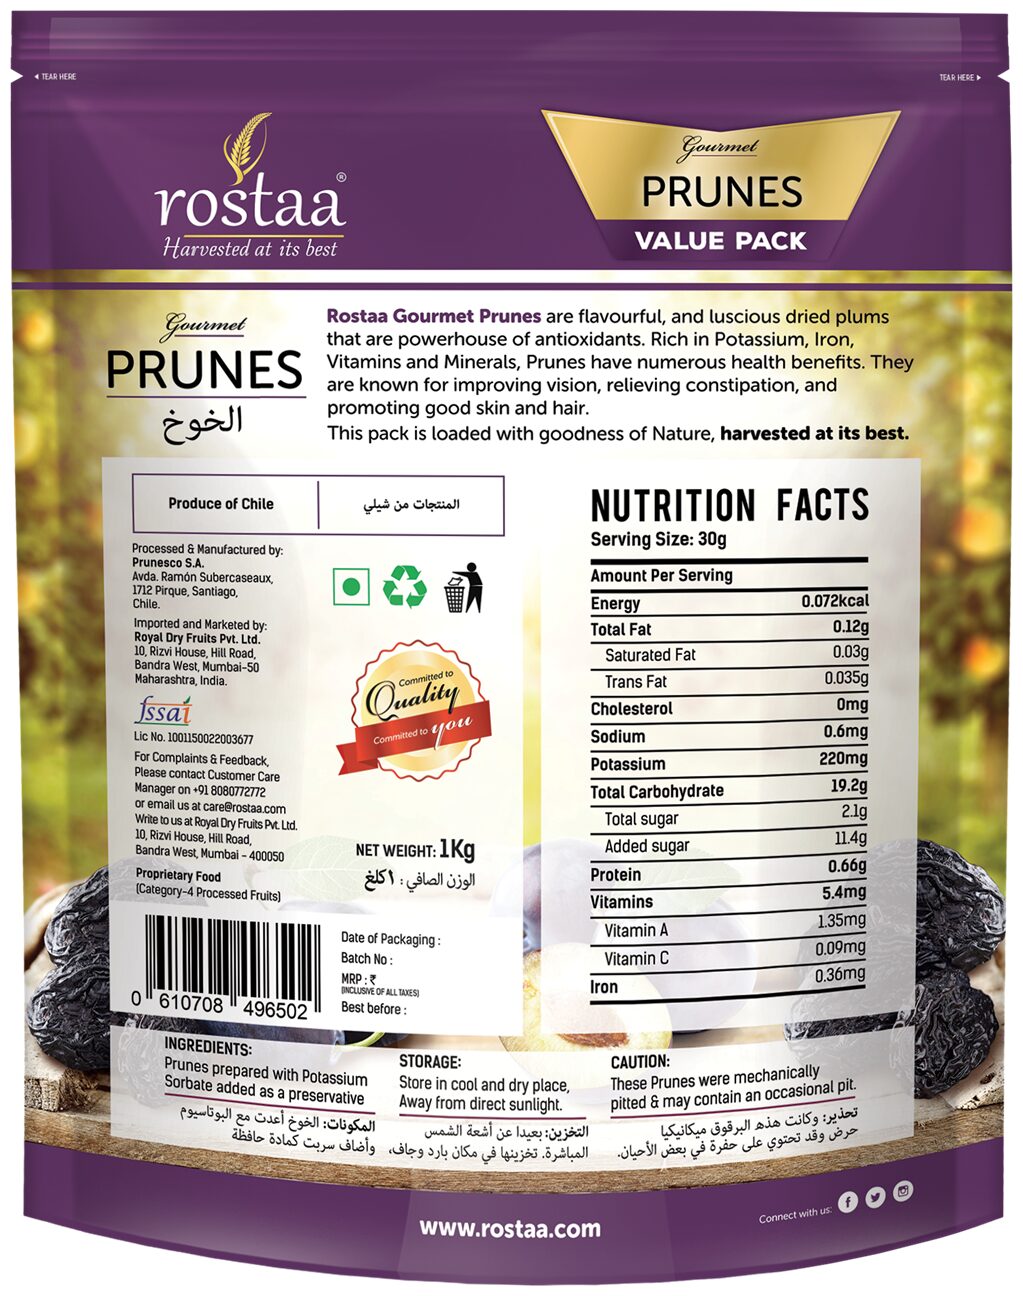 TEAR HERE
TEAR HERE
rostaa®
Harvested at its best
Gourmet
PRUNES
VALUE PACK
Gourmet
PRUNES
الخوخ
Rostaa Gourmet Prunes are flavourful, and luscious dried plums
that are powerhouse of antioxidants. Rich in Potassium, Iron,
Vitamins and Minerals, Prunes have numerous health benefits. They
are known for improving vision, relieving constipation, and
promoting good skin and hair.
This pack is loaded with goodness of Nature, harvested at its best.
Produce of Chile
المنتجات من شيلي
Processed & Manufactured by:
Prunesco S.A.
Avda. Ramón Subercaseaux,
1712 Pirque, Santiago,
Chile.
Imported and Marketed by:
Royal Dry Fruits Pvt. Ltd.
10, Rizvi House, Hill Road,
Bandra West, Mumbai-50
Maharashtra, India.
fssai
Lic No. 1001150022003677
For Complaints & Feedback,
Please contact Customer Care
Manager on +91 8080772772
or email us at care@rostaa.com
Write to us at Royal Dry Fruits Pvt. Ltd.
10, Rizvi House, Hill Road,
Bandra West, Mumbai - 400050
Proprietary Food
(Category-4 Processed Fruits)
Committed to
Quality
Committed to you
NET WEIGHT: 1Kg
الوزن الصافي: ١كلغ
0 610708 496502
Date of Packaging :
Batch No :
MRP : ₹
(INCLUSIVE OF ALL TAXES)
Best before :
NUTRITION FACTS
Serving Size: 30g
Amount Per Serving
Energy 0.072kcal
Total Fat 0.12g
Saturated Fat 0.03g
Trans Fat 0.035g
Cholesterol 0mg
Sodium 0.6mg
Potassium 220mg
Total Carbohydrate 19.2g
Total sugar 2.1g
Added sugar 11.4g
Protein 0.66g
Vitamins 5.4mg
Vitamin A 1.35mg
Vitamin C 0.09mg
Iron 0.36mg
INGREDIENTS:
Prunes prepared with Potassium
Sorbate added as a preservative
المكونات: الخوخ أعدت مع البوتاسيوم
وأضاف سربت كمادة حافظة
STORAGE:
Store in cool and dry place,
Away from direct sunlight.
التخزين: بعيدا عن أشعة الشمس
المباشرة. تخزينها في مكان بارد وجاف،
CAUTION:
These Prunes were mechanically
pitted & may contain an occasional pit.
تحذير: وكانت هذه البرقوق ميكانيكيا
حرض وقد تحتوي على حفرة في بعض الأحيان.
www.rostaa.com
Connect with us: